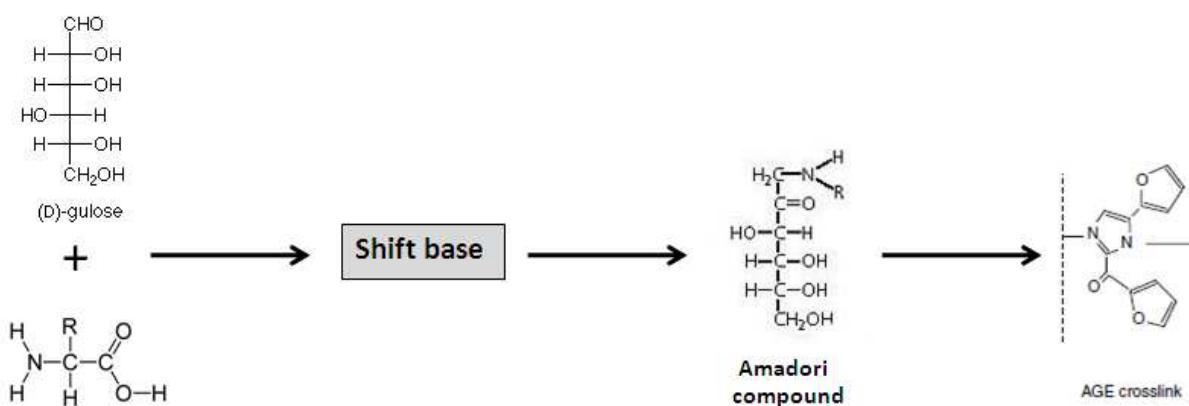 CHO
H OH
H OH
HO H
H OH
CH2OH
(D)-gulose
+
H R O
N C C
H H O H
Shift base
H
H2C N
R
C=O
HO C H
H C OH
H C OH
CH2OH
Amadori
compound
O
N N
O
O
AGE crosslink